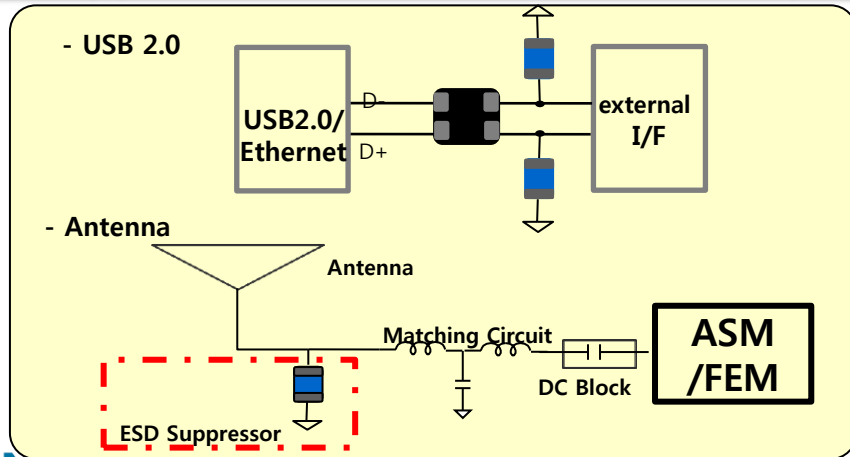 - USB 2.0
D-
USB2.0/
Ethernet
D+
external
I/F
- Antenna
Antenna
Matching Circuit
ASM
/FEM
DC Block
ESD Suppressor